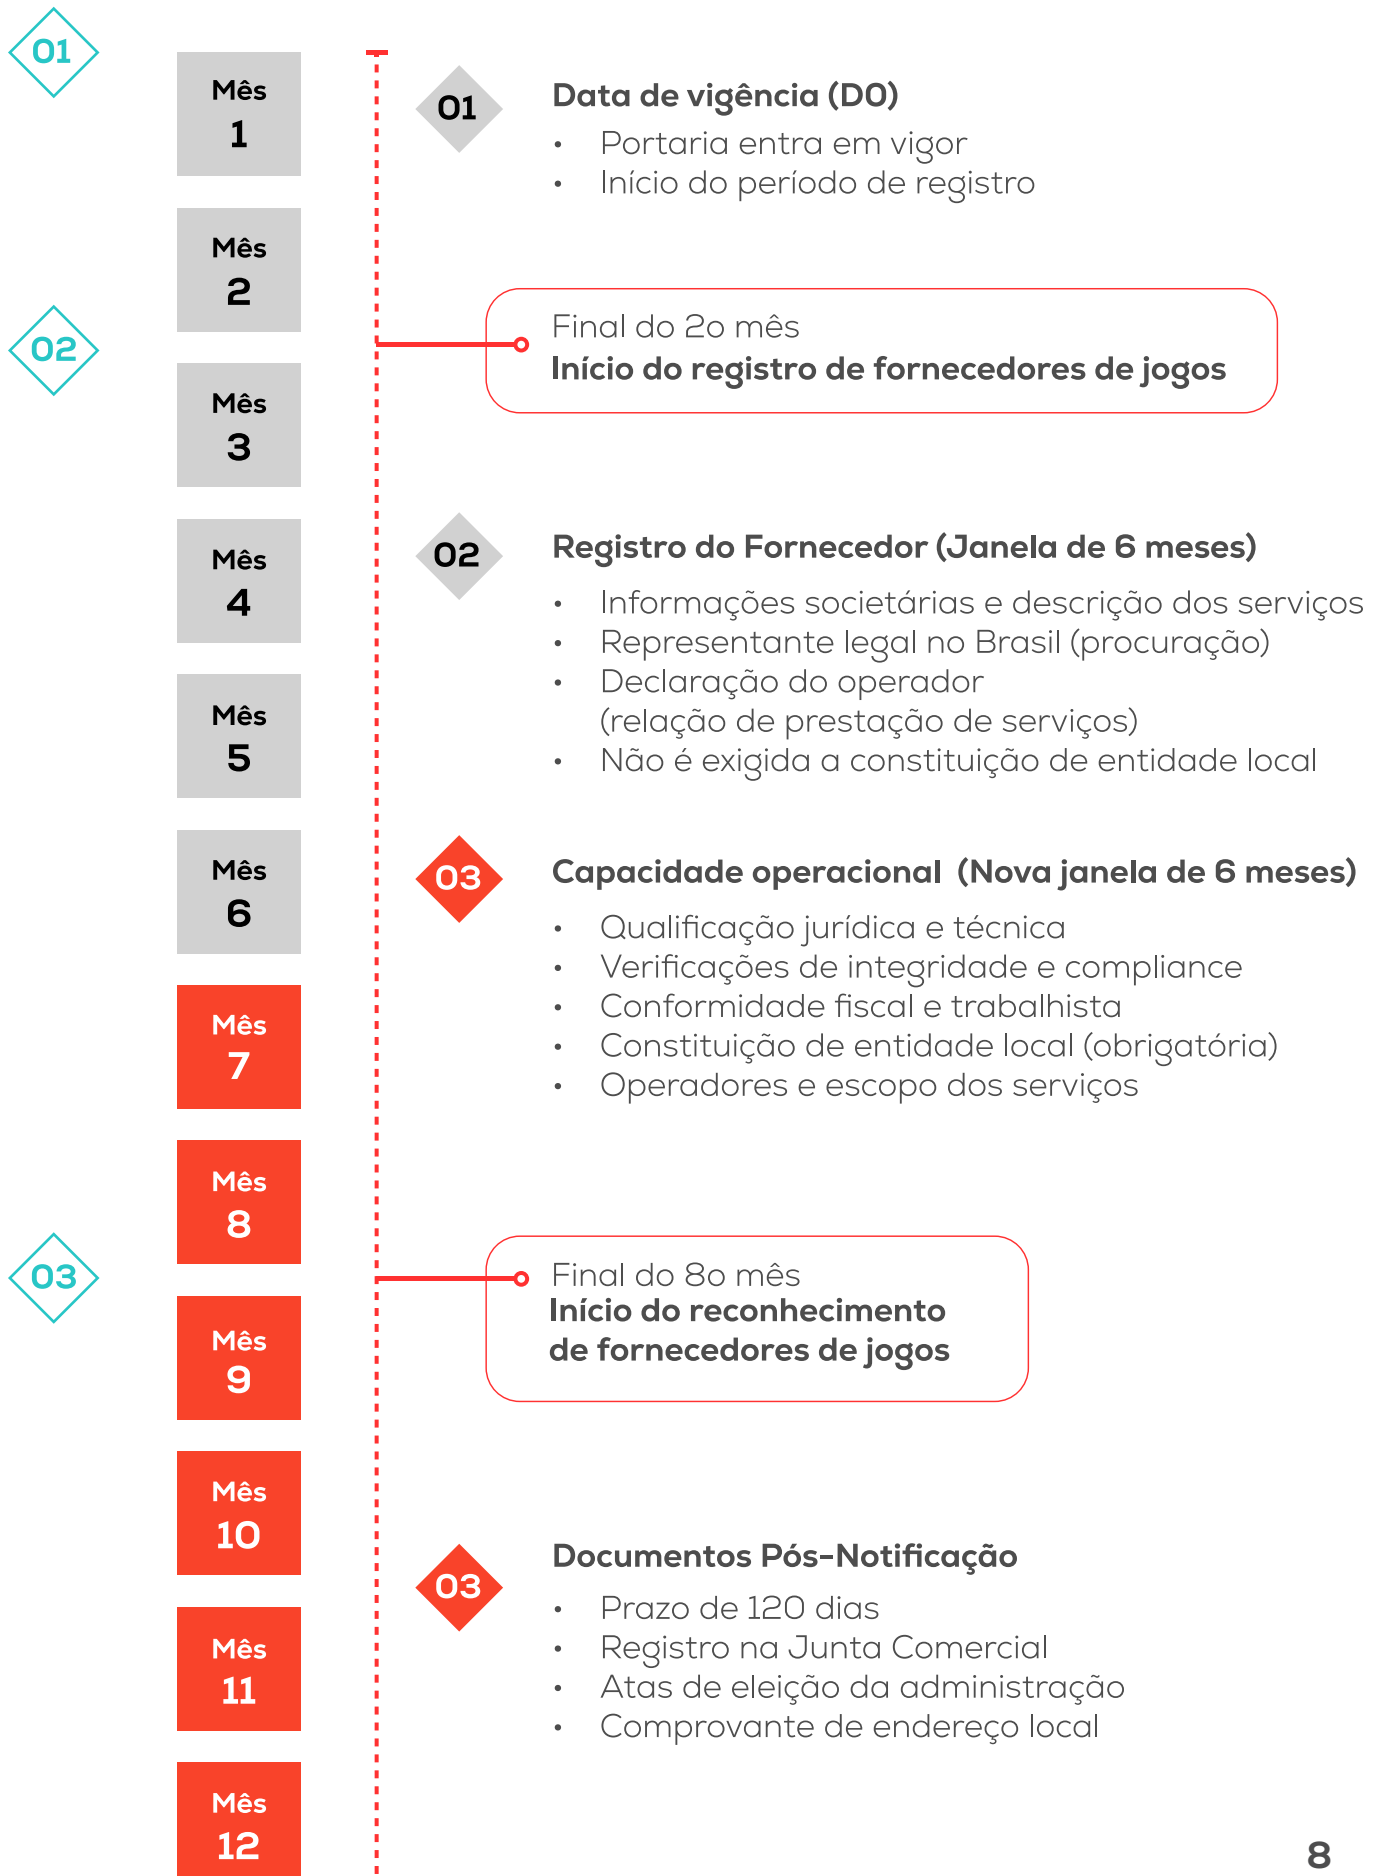 01
02
03
Mês
1
Mês
2
Mês
3
Mês
4
Mês
5
Mês
6
Mês
7
Mês
8
Mês
9
Mês
10
Mês
11
Mês
12
01
Data de vigência (D0)
• Portaria entra em vigor
• Início do período de registro
Final do 2o mês
Início do registro de fornecedores de jogos
02
Registro do Fornecedor (Janela de 6 meses)
• Informações societárias e descrição dos serviços
• Representante legal no Brasil (procuração)
• Declaração do operador
(relação de prestação de serviços)
• Não é exigida a constituição de entidade local
03
Capacidade operacional (Nova janela de 6 meses)
• Qualificação jurídica e técnica
• Verificações de integridade e compliance
• Conformidade fiscal e trabalhista
• Constituição de entidade local (obrigatória)
• Operadores e escopo dos serviços
Final do 8o mês
Início do reconhecimento
de fornecedores de jogos
03
Documentos Pós-Notificação
• Prazo de 120 dias
• Registro na Junta Comercial
• Atas de eleição da administração
• Comprovante de endereço local
8